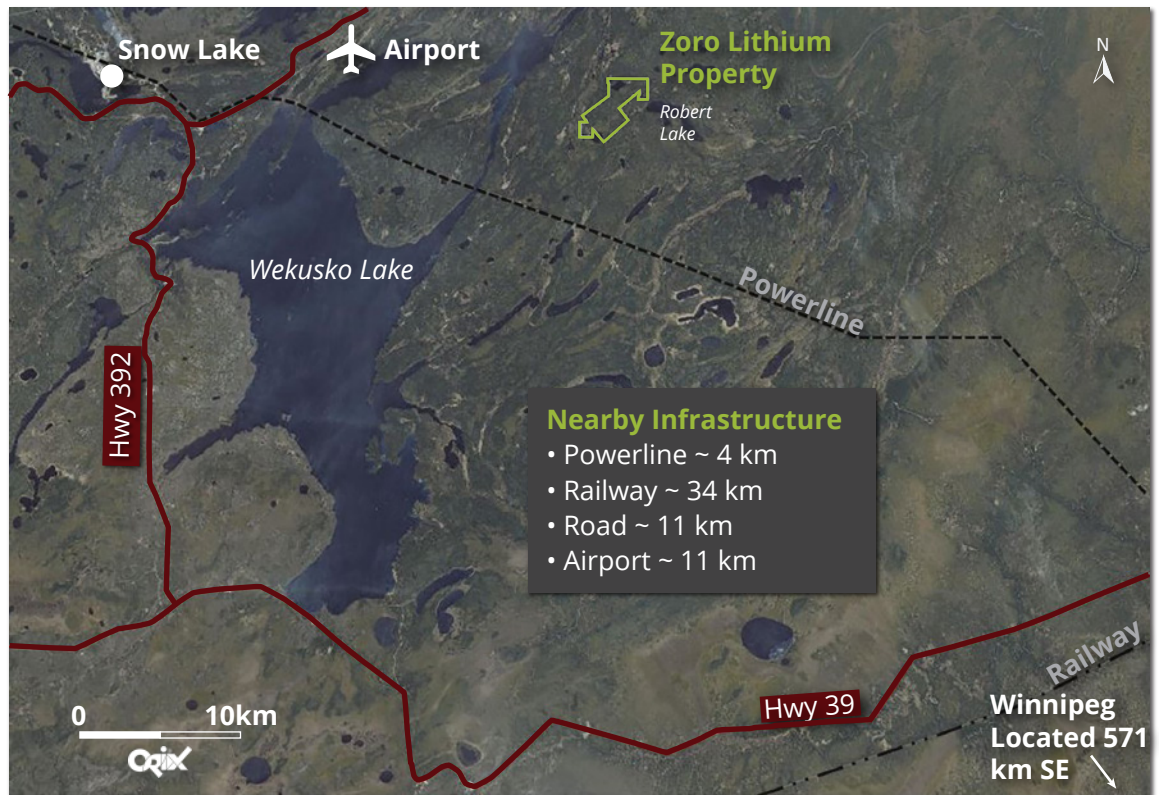 Snow Lake
Airport
Zoro Lithium
Property
N
Robert
Lake
Wekusko Lake
Powerline
Hwy 392
Nearby Infrastructure
• Powerline ~ 4 km
• Railway ~ 34 km
• Road ~ 11 km
• Airport ~ 11 km
Railway
Hwy 39
0 10km
Winnipeg
Located 571
km SE
Oqix